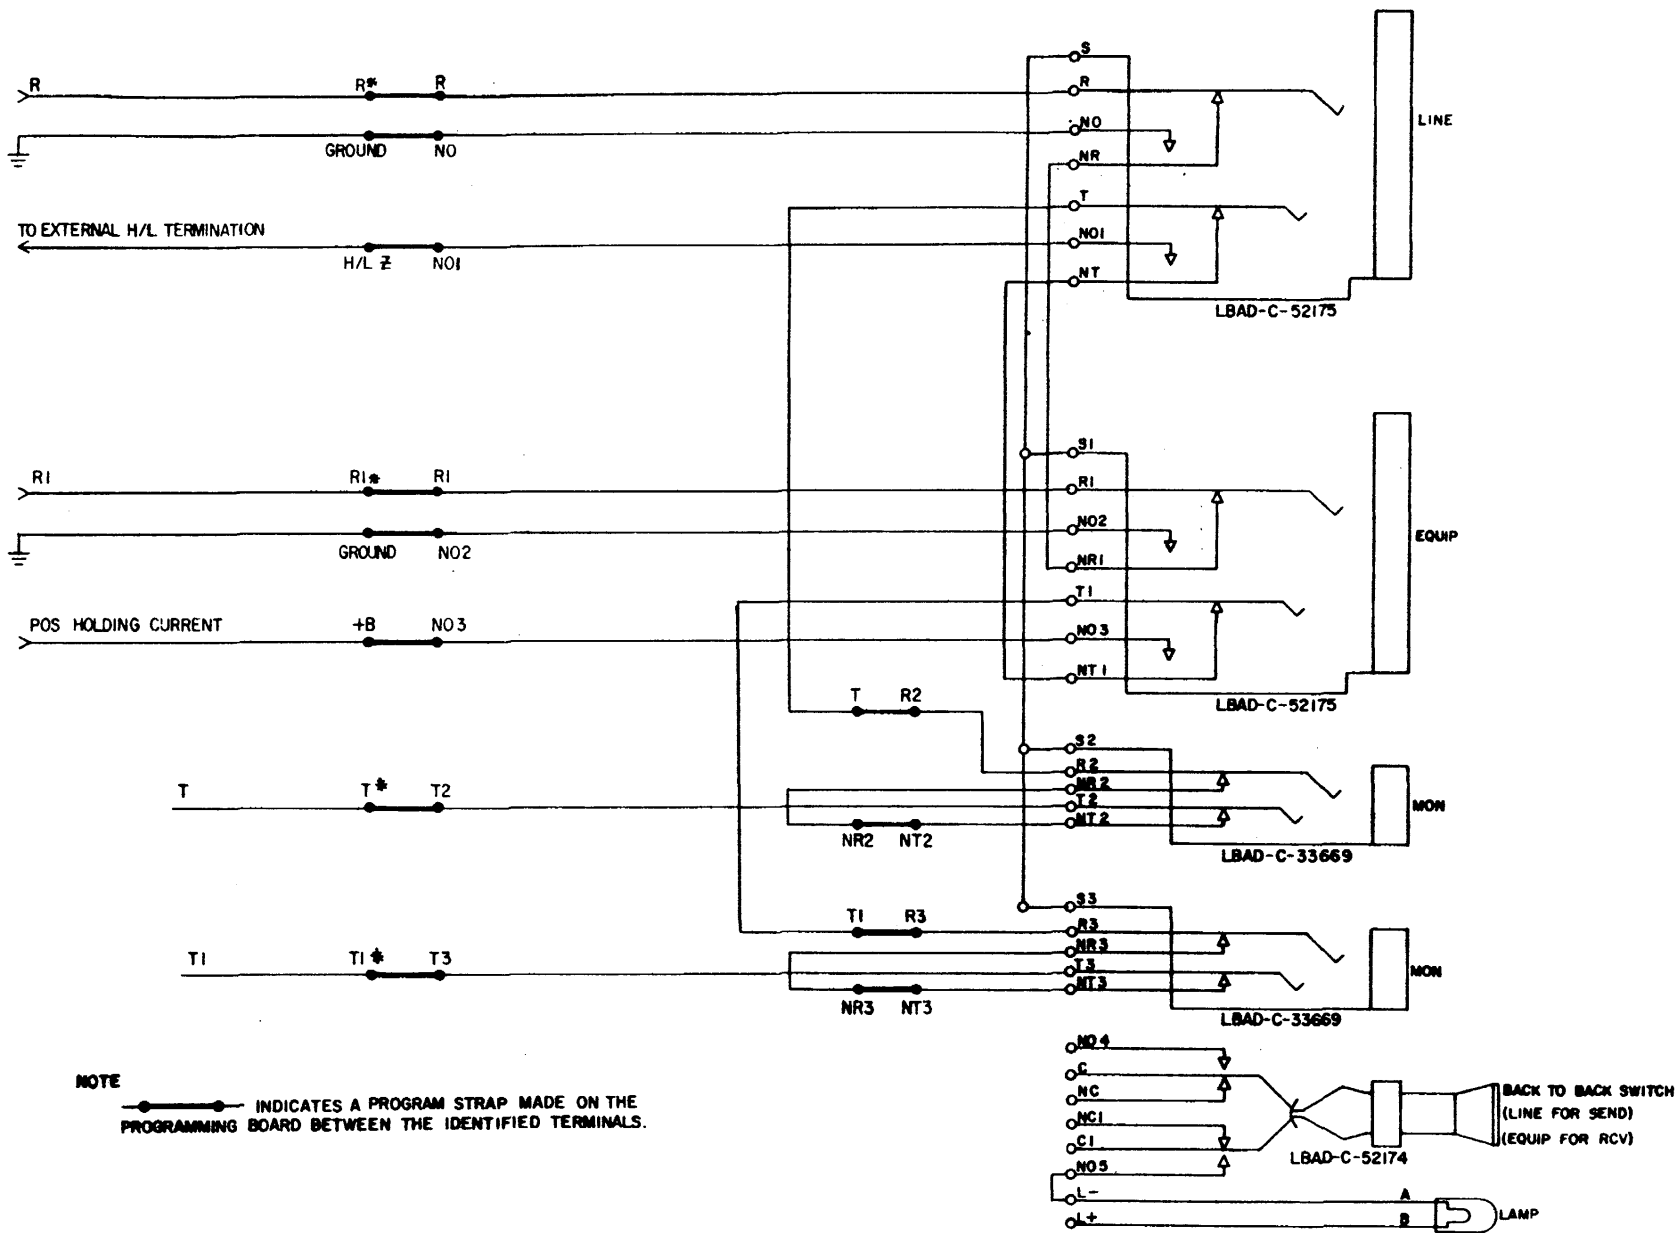 S
R R* R R
NO
GROUND NO
NR
LINE
T
TO EXTERNAL H/L TERMINATION
NO1
H/L Z NO1
NT
LBAD-C-52175
S1
R1 R1* R1 R1
NO2
GROUND NO2
EQUIP
NR1
T1
POS HOLDING CURRENT +B NO3
NO3
NT1
T R2
LBAD-C-52175
S2
R2
NR2
T T* T2
T2
MON
NT2
NR2 NT2
LBAD-C-33669
S3
T1 R3
R3
NR3
T1 T1* T3
T3
MON
NT3
NR3 NT3
LBAD-C-33669
NO4
C
NC
NC1
C1
NO5
L-
L+
BACK TO BACK SWITCH
(LINE FOR SEND)
(EQUIP FOR RCV)
LBAD-C-52174
A
B
LAMP
NOTE
INDICATES A PROGRAM STRAP MADE ON THE
PROGRAMMING BOARD BETWEEN THE IDENTIFIED TERMINALS.